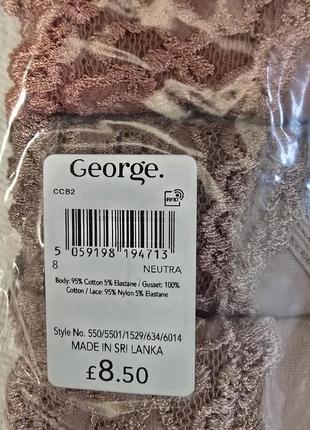 George.
CCB2
RFID
5 059198 194713
8
NEUTRA
Body: 95% Cotton 5% Elastane / Gusset: 100%
Cotton / Lace: 95% Nylon 5% Elastane
Style No. 550/5501/1529/634/6014
MADE IN SRI LANKA
£8.50